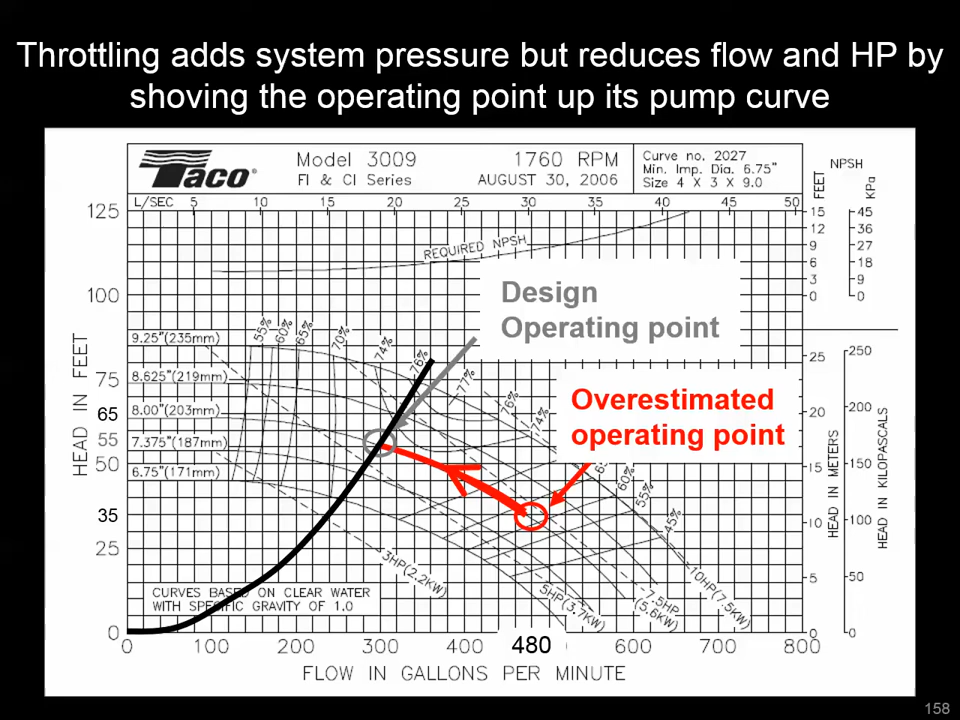 Throttling adds system pressure but reduces flow and HP by
shoving the operating point up its pump curve
Taco
Model 3009
FI & CI Series
1760 RPM
AUGUST 30, 2006
Curve no. 2027
Min. Imp. Dia. 6.75"
Size 4 X 3 X 9.0
NPSH
FEET
KPa
L/SEC 5 10 15 20 25 30 35 40 45 50
15
12
9
6
3
0
45
36
27
18
9
0
REQUIRED NPSH
Design
Operating point
Overestimated
operating point
HEAD IN FEET
125
100
75
65
55
50
35
25
0
9.25"(235mm)
8.625"(219mm)
8.00"(203mm)
7.375"(187mm)
6.75"(171mm)
55%
60%
65%
70%
74%
76%
77%
76%
74%
60%
55%
45%
3HP(2.2KW)
5HP(3.7KW)
7.5HP
(5.6KW)
10HP(7.5KW)
25
20
15
10
5
0
HEAD IN METERS
250
200
150
100
50
0
HEAD IN KILOPASCALS
CURVES BASED ON CLEAR WATER
WITH SPECIFIC GRAVITY OF 1.0
0 100 200 300 400 480 600 700 800
FLOW IN GALLONS PER MINUTE
158